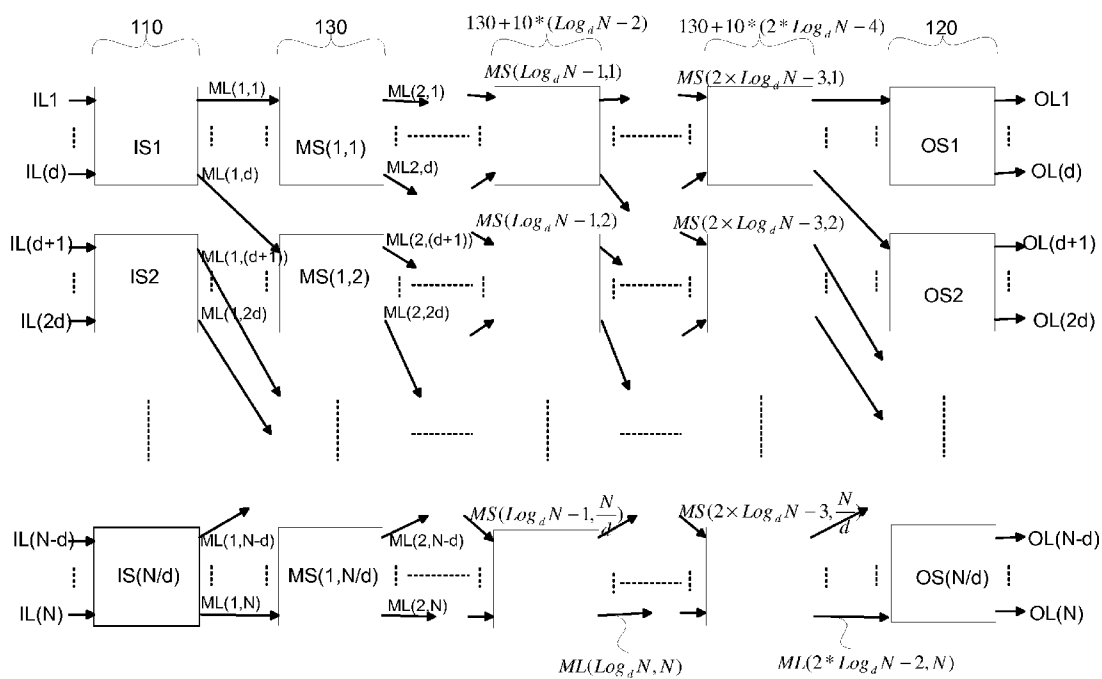 110
130
130+10*(Log_d N−2)
130+10*(2*Log_d N−4)
120
MS(Log_d N−1,1)
MS(2×Log_d N−3,1)
IL1
ML(1,1)
ML(2,1)
OL1
IS1
MS(1,1)
OS1
IL(d)
ML(1,d)
ML2,d)
OL(d)
MS(Log_d N−1,2)
MS(2×Log_d N−3,2)
IL(d+1)
ML(1,(d+1))
ML(2,(d+1))
OL(d+1)
IS2
MS(1,2)
OS2
IL(2d)
ML(1,2d)
ML(2,2d)
OL(2d)
MS(Log_d N−1,N/d)
MS(2×Log_d N−3,N/d)
IL(N-d)
ML(1,N-d)
ML(2,N-d)
OL(N-d)
IS(N/d)
MS(1,N/d)
OS(N/d)
IL(N)
ML(1,N)
ML(2,N)
OL(N)
ML(Log_d N,N)
ML(2*Log_d N−2,N)